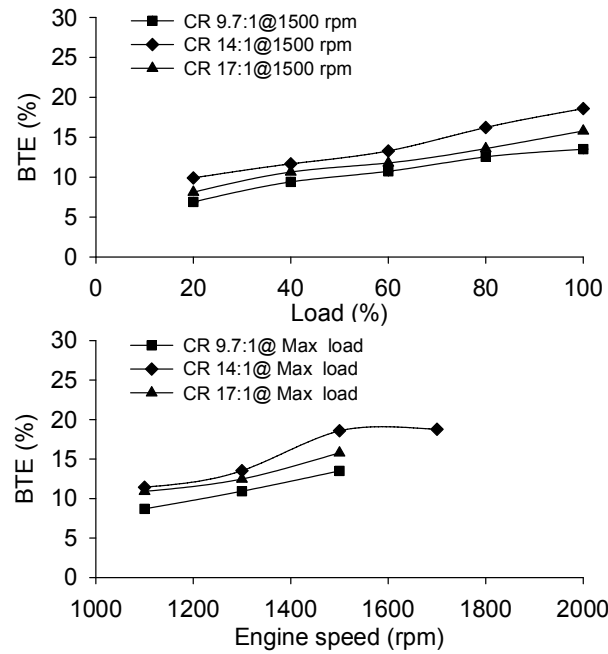 30
25
20
15
10
5
0
BTE (%)
CR 9.7:1@1500 rpm
CR 14:1@1500 rpm
CR 17:1@1500 rpm
0 20 40 60 80 100
Load (%)
30
25
20
15
10
5
0
BTE (%)
CR 9.7:1@ Max load
CR 14:1@ Max load
CR 17:1@ Max load
1000 1200 1400 1600 1800 2000
Engine speed (rpm)